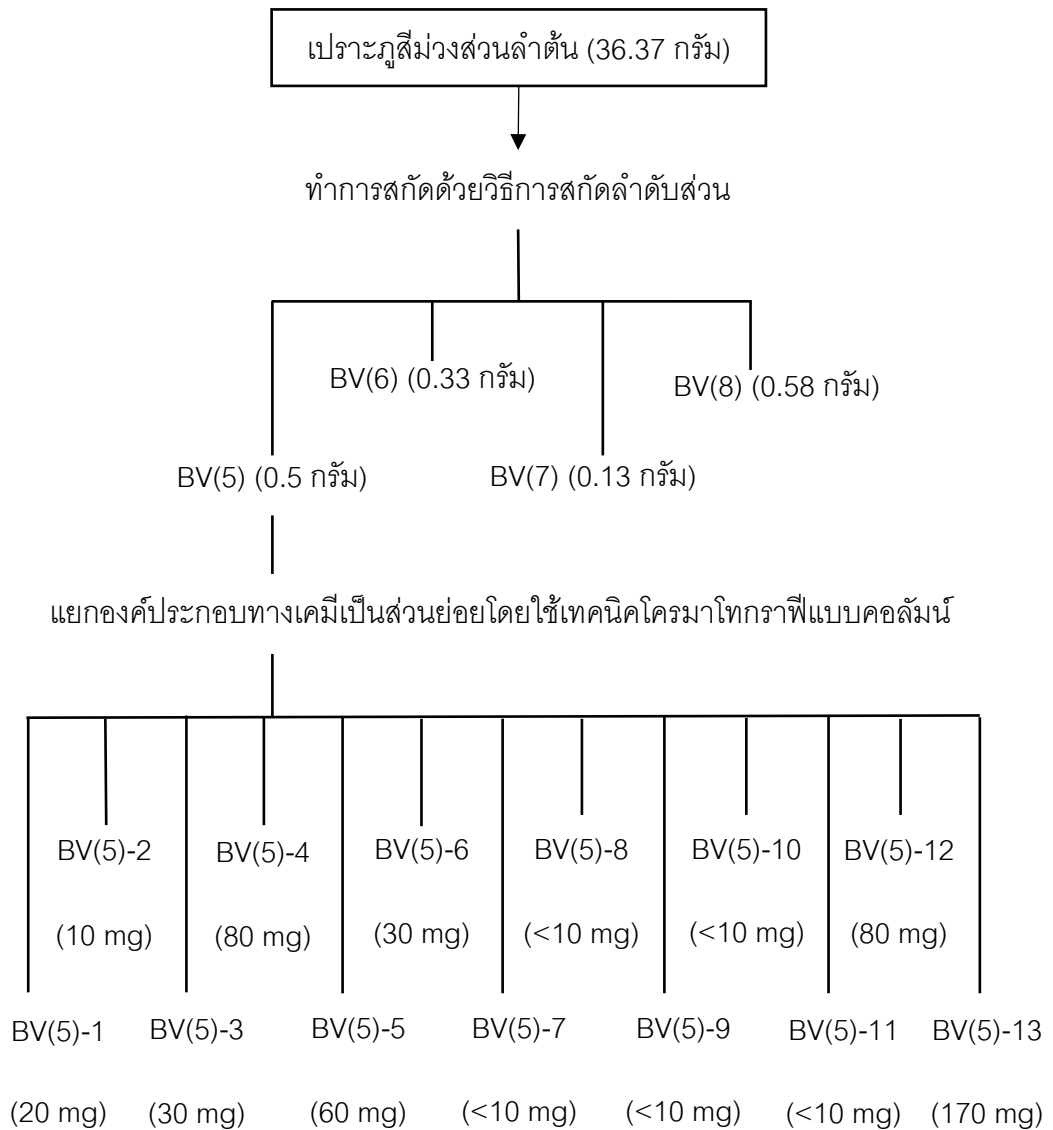 เปราะภูสีม่วงส่วนลำต้น (36.37 กรัม)
ทำการสกัดด้วยวิธีการสกัดลำดับส่วน
BV(6) (0.33 กรัม)
BV(8) (0.58 กรัม)
BV(5) (0.5 กรัม)
BV(7) (0.13 กรัม)
แยกองค์ประกอบทางเคมีเป็นส่วนย่อยโดยใช้เทคนิคโครมาโทกราฟีแบบคอลัมน์
BV(5)-2 BV(5)-4 BV(5)-6 BV(5)-8 BV(5)-10 BV(5)-12
(10 mg) (80 mg) (30 mg) (<10 mg) (<10 mg) (80 mg)
BV(5)-1 BV(5)-3 BV(5)-5 BV(5)-7 BV(5)-9 BV(5)-11 BV(5)-13
(20 mg) (30 mg) (60 mg) (<10 mg) (<10 mg) (<10 mg) (170 mg)